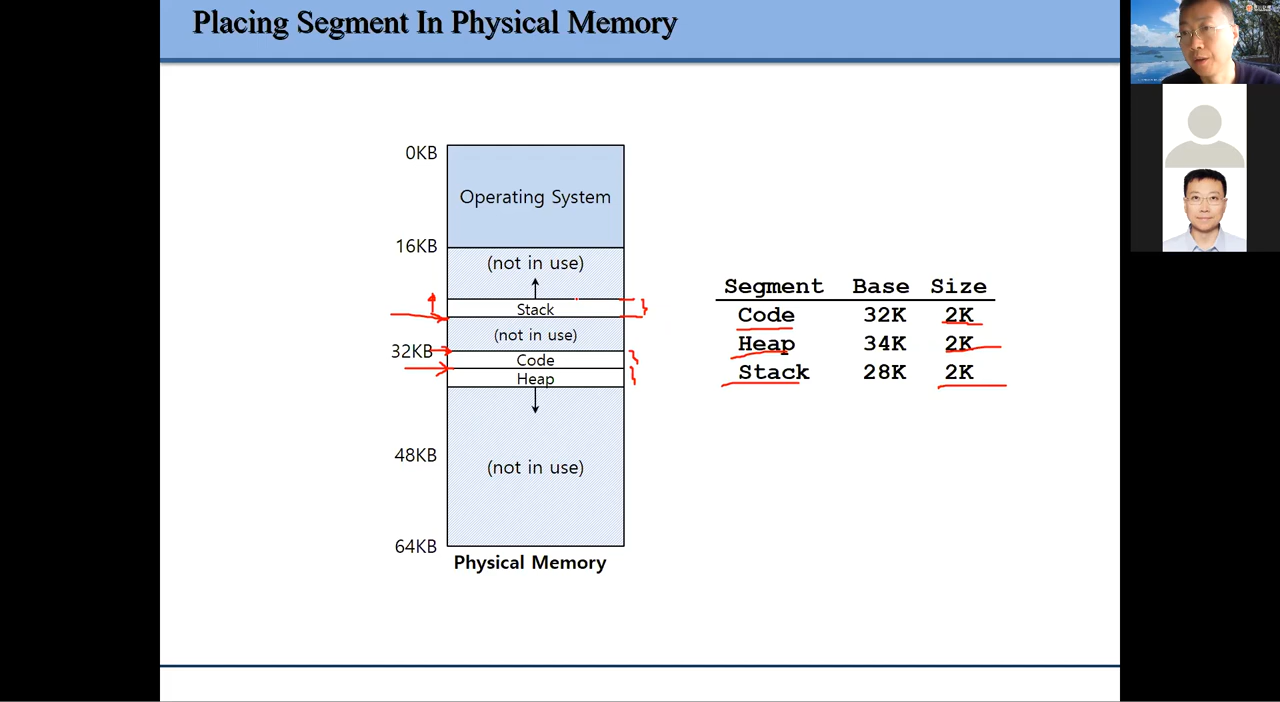 Placing Segment In Physical Memory
0KB
Operating System
16KB
(not in use)
Stack
(not in use)
32KB
Code
Heap
48KB
(not in use)
64KB
Physical Memory
Segment Base Size
Code 32K 2K
Heap 34K 2K
Stack 28K 2K